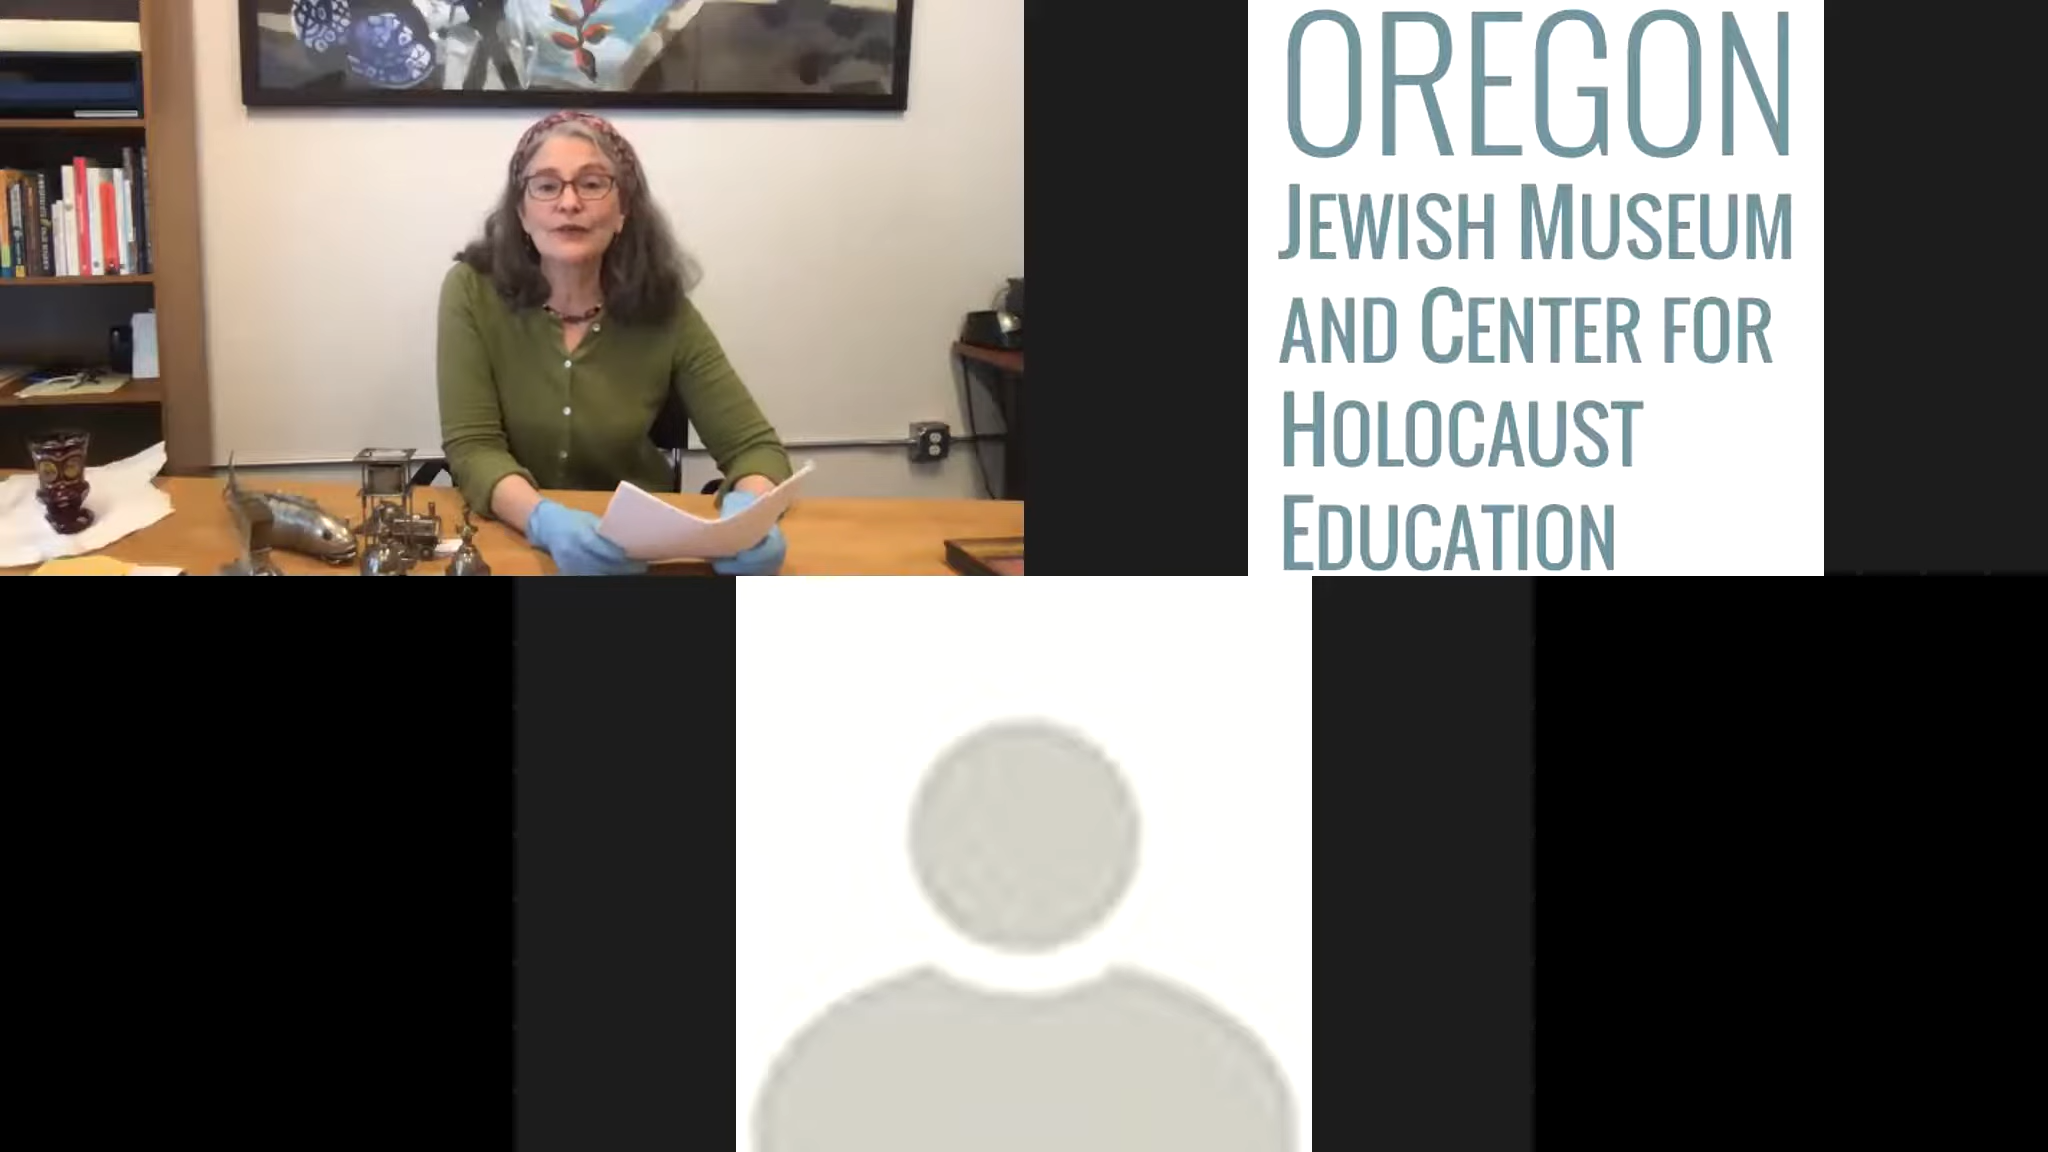 OREGON
JEWISH MUSEUM
AND CENTER FOR
HOLOCAUST
EDUCATION